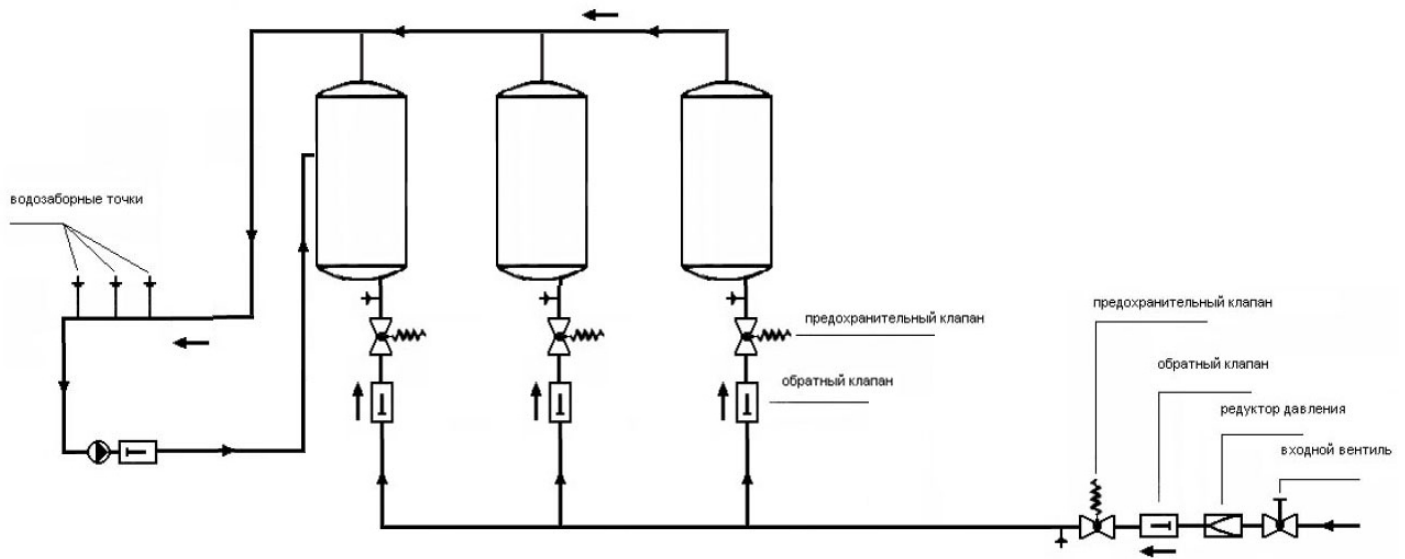 водозаборные точки
предохранительный клапан
обратный клапан
предохранительный клапан
обратный клапан
редуктор давления
входной вентиль